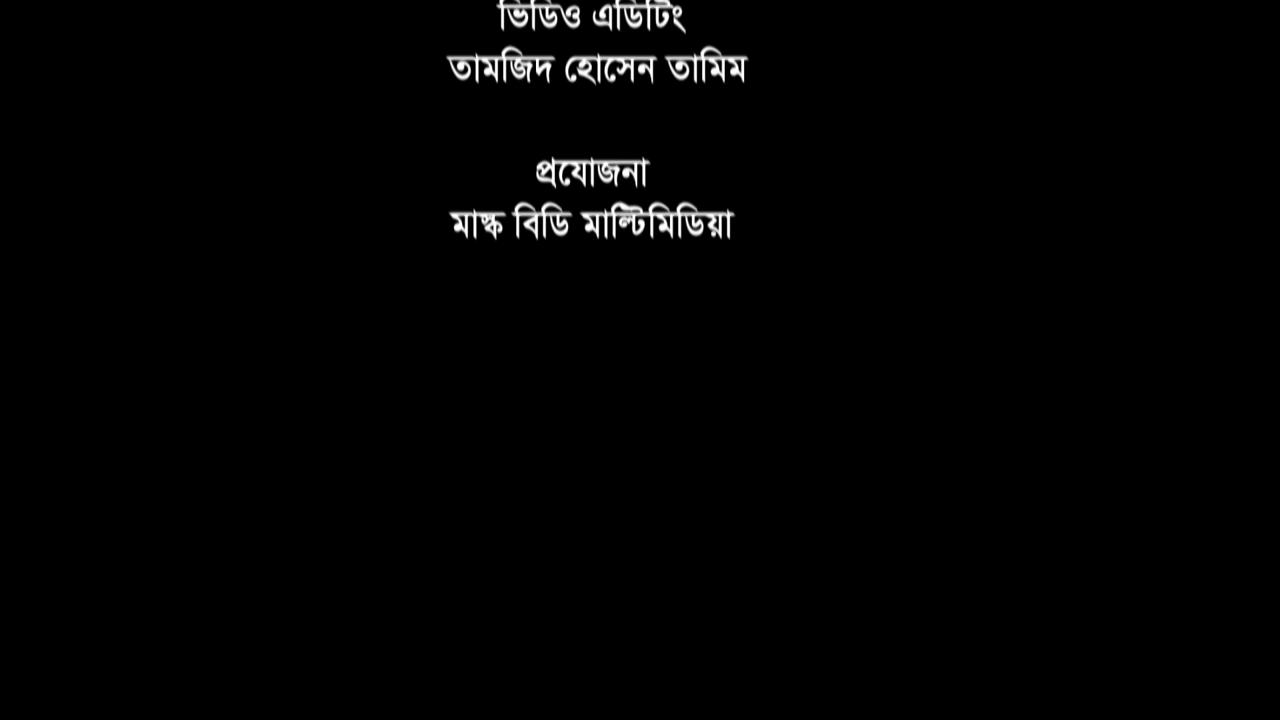 ভিডিও এডিটিং
তামজিদ হোসেন তামিম
প্রযোজনা
মাস্ক বিডি মাল্টিমিডিয়া